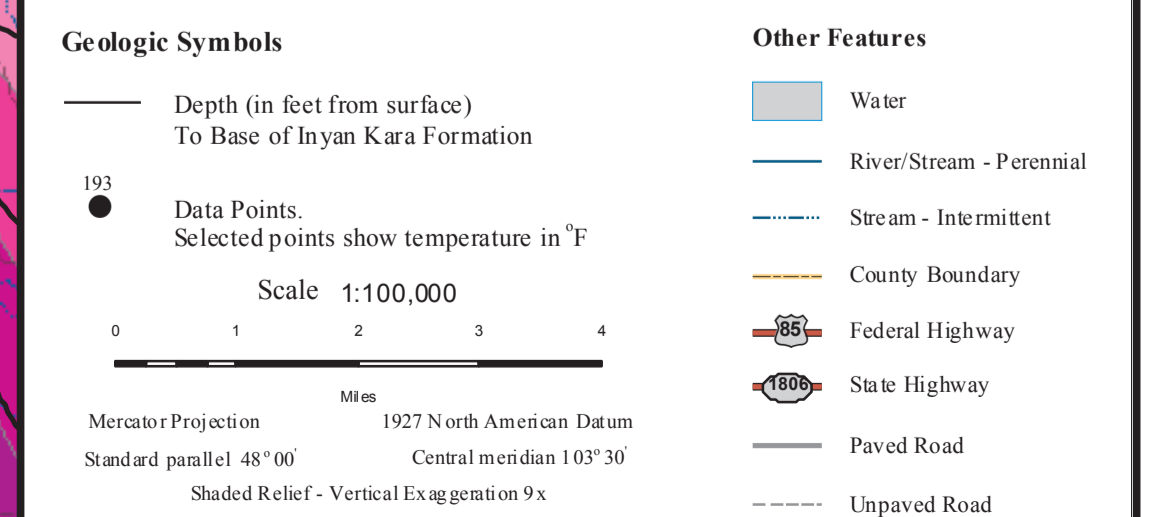 Geologic Symbols
Depth (in feet from surface)
To Base of Inyan Kara Formation
193
Data Points.
Selected points show temperature in °F
Scale 1:100,000
0 1 2 3 4
Miles
Mercator Projection 1927 North American Datum
Standard parallel 48° 00' Central meridian 103° 30'
Shaded Relief - Vertical Exaggeration 9x
Other Features
Water
River/Stream - Perennial
Stream - Intermittent
County Boundary
85 Federal Highway
1806 State Highway
Paved Road
Unpaved Road